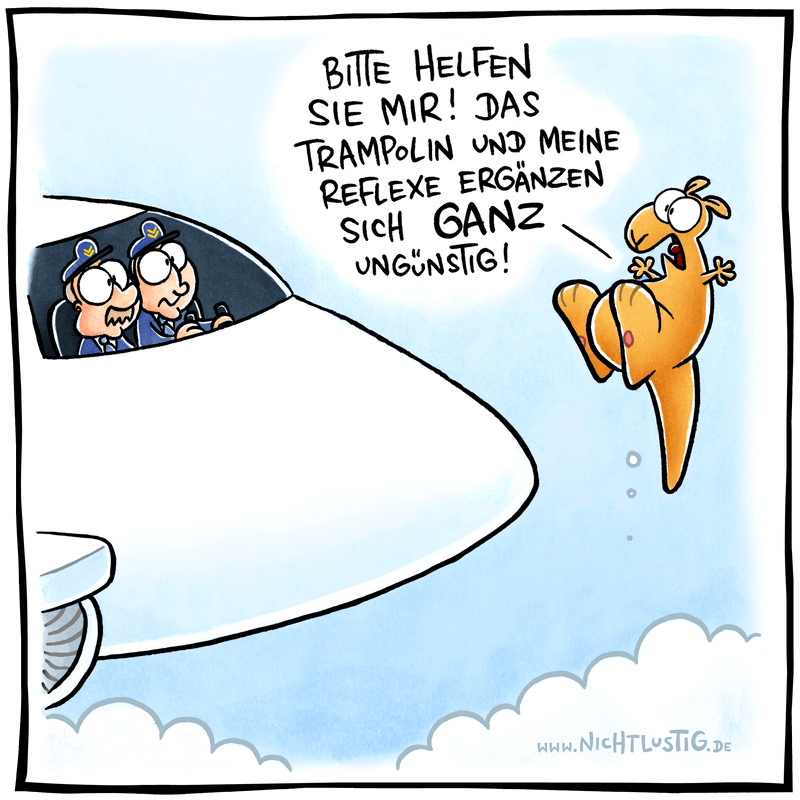 BITTE HELFEN
SIE MIR! DAS
TRAMPOLIN UND MEINE
REFLEXE ERGÄNZEN
SICH GANZ
UNGÜNSTIG!
WWW.NICHTLUSTIG.DE